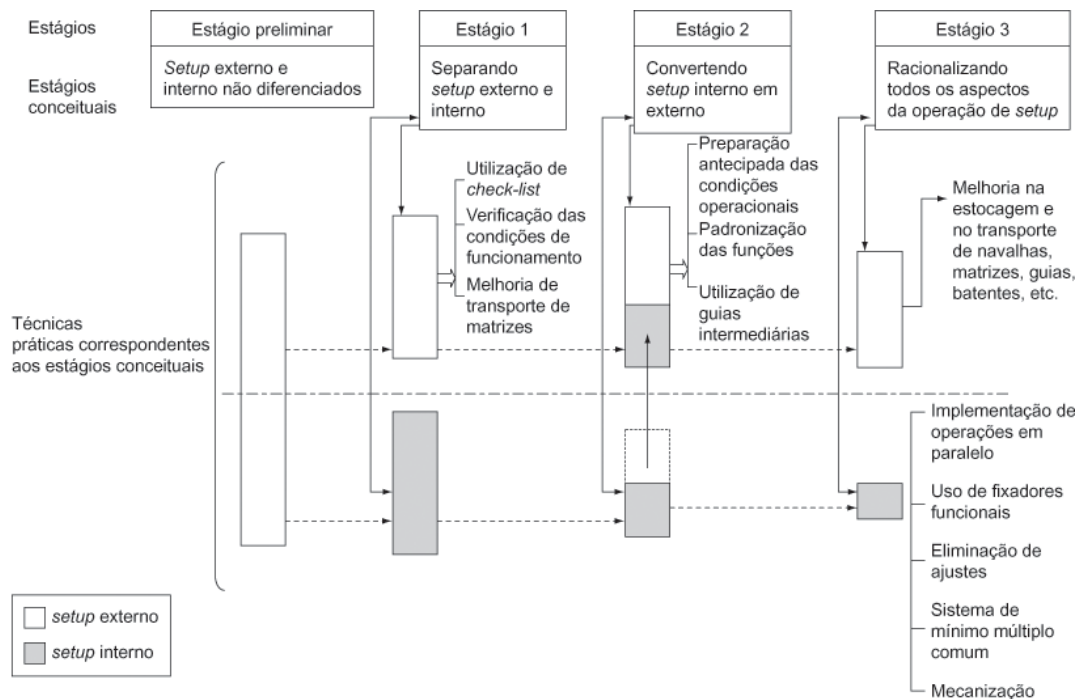 Estágios
Estágio preliminar
Estágio 1
Estágio 2
Estágio 3
Estágios
conceituais
Setup externo e
interno não diferenciados
Separando
setup externo e
interno
Convertendo
setup interno em
externo
Racionalizando
todos os aspectos
da operação de setup
Utilização de
check-list
Verificação das
condições de
funcionamento
Melhoria de
transporte de
matrizes
Preparação
antecipada das
condições
operacionais
Padronização
das funções
Utilização de
guias
intermediárias
Melhoria na
estocagem e
no transporte
de navalhas,
matrizes, guias,
batentes, etc.
Técnicas
práticas correspondentes
aos estágios conceituais
Implementação de
operações em
paralelo
Uso de fixadores
funcionais
Eliminação de
ajustes
Sistema de
mínimo múltiplo
comum
Mecanização
setup externo
setup interno